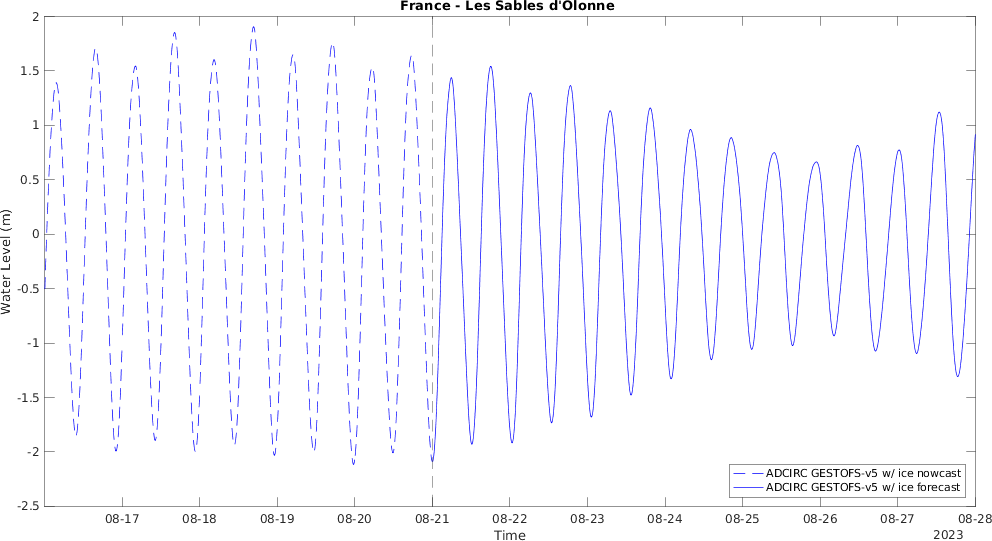 France - Les Sables d'Olonne
2
1.5
1
0.5
0
-0.5
-1
-1.5
-2
-2.5
Water Level (m)
ADCIRC GESTOFS-v5 w/ ice nowcast
ADCIRC GESTOFS-v5 w/ ice forecast
08-17 08-18 08-19 08-20 08-21 08-22 08-23 08-24 08-25 08-26 08-27 08-28
Time
2023